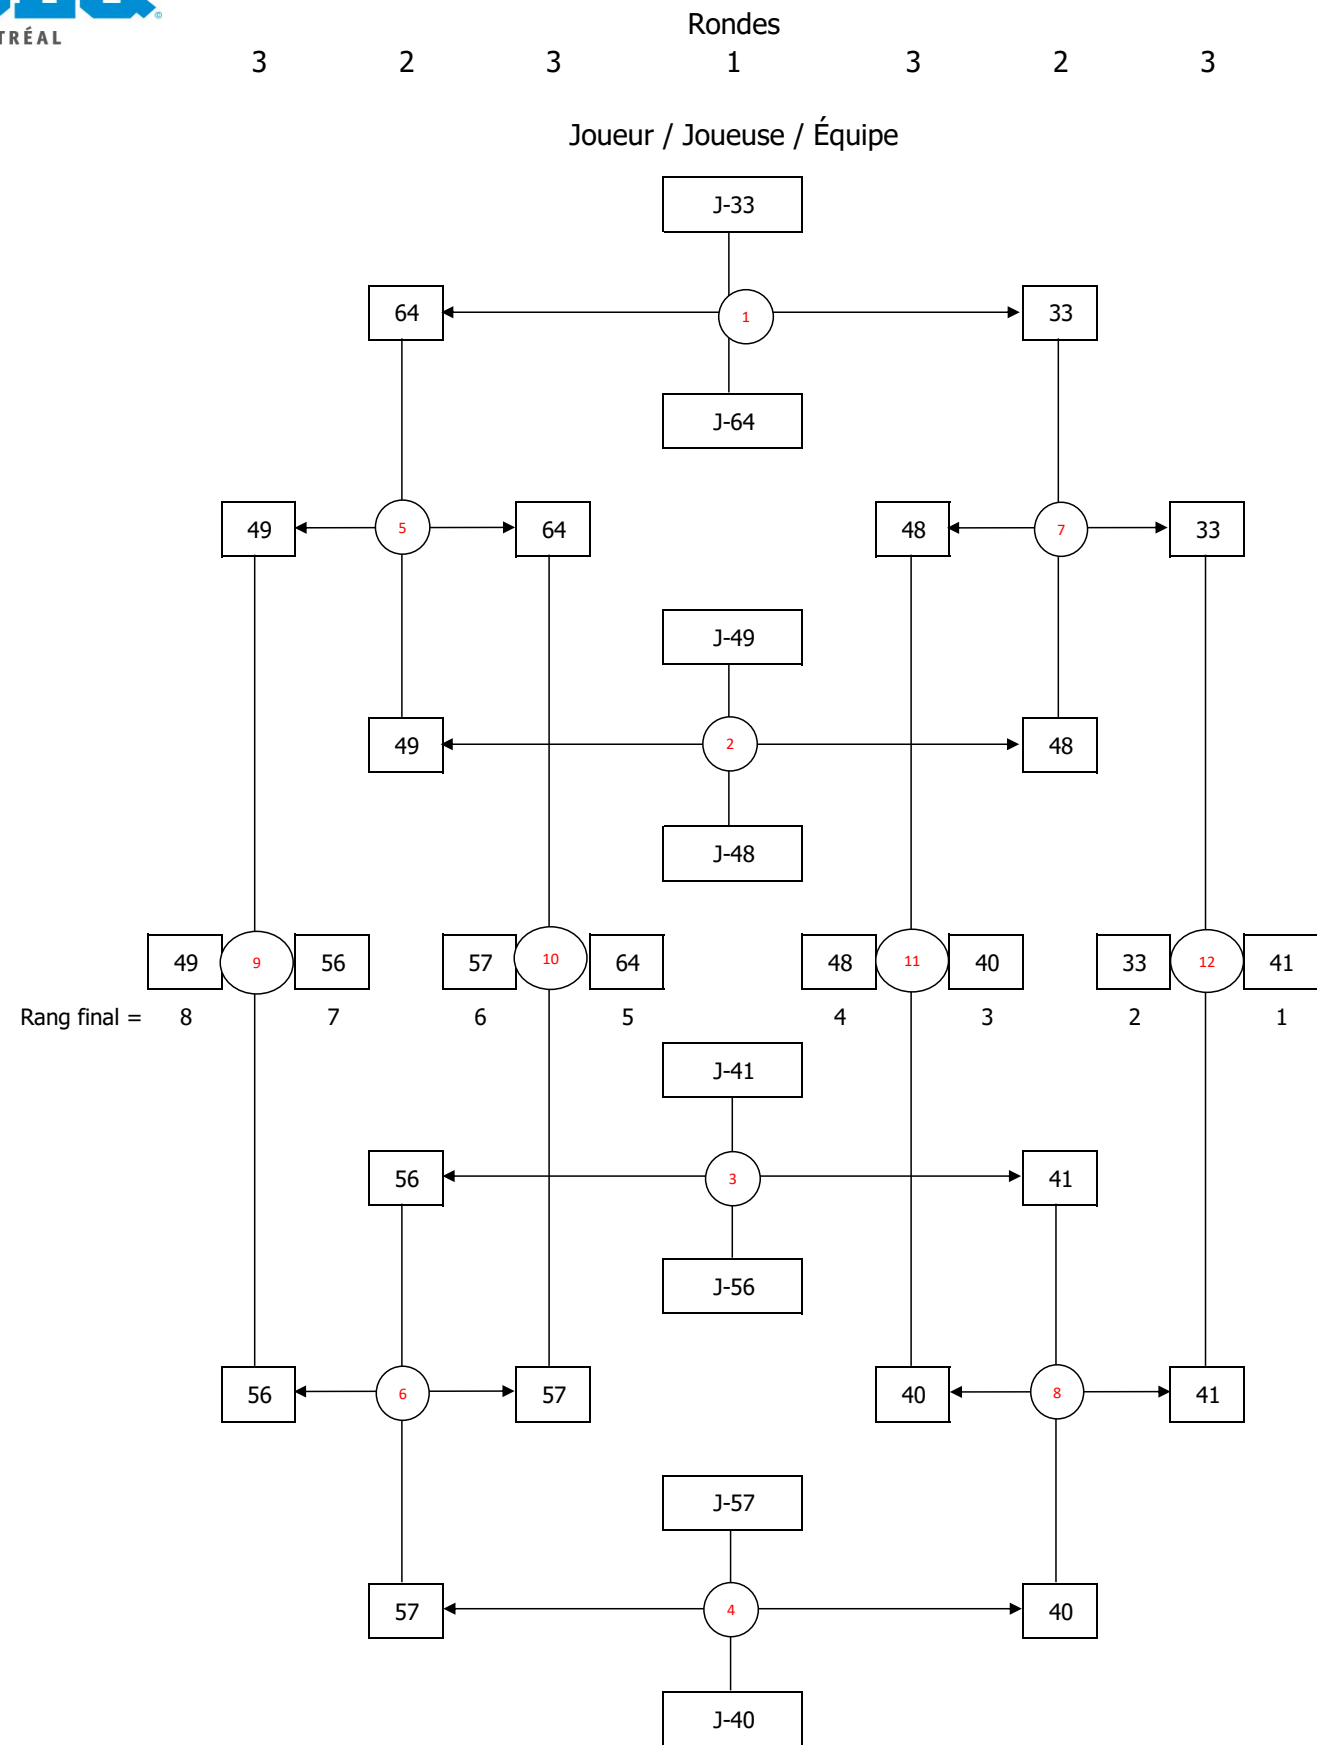 TRÉAL
Rondes
3 2 3 1 3 2 3
Joueur / Joueuse / Équipe
J-33
64 1 33
J-64
49 5 64 48 7 33
J-49
49 2 48
J-48
49 9 56 57 10 64 48 11 40 33 12 41
Rang final = 8 7 6 5 4 3 2 1
J-41
56 3 41
J-56
56 6 57 40 8 41
J-57
57 4 40
J-40